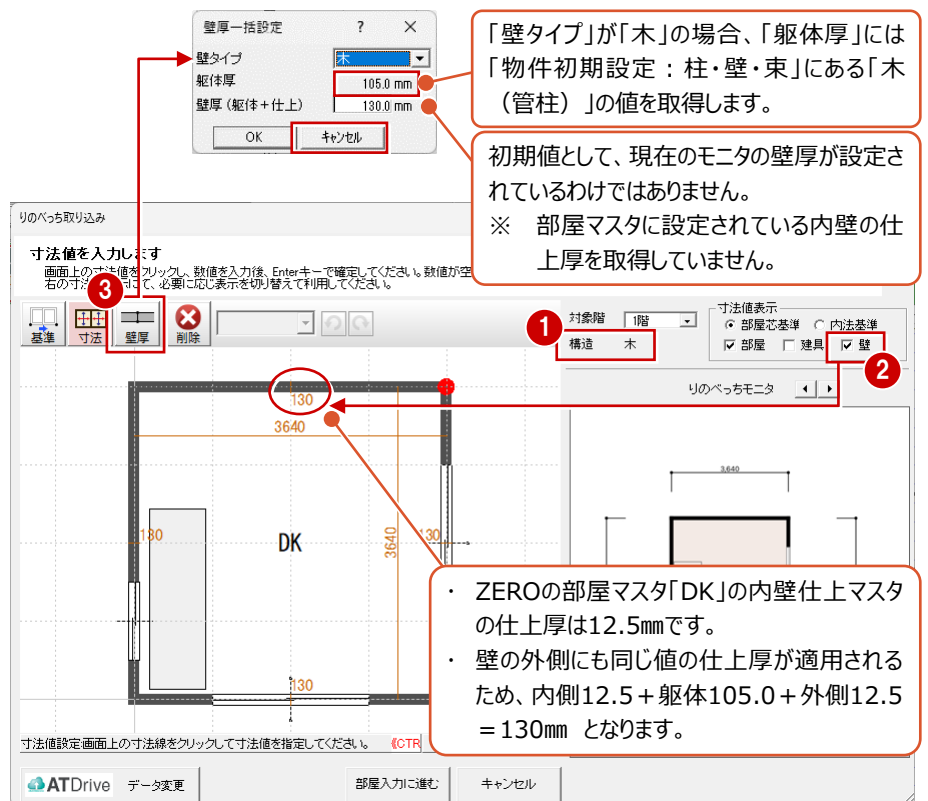 壁厚一括設定 ? ×
壁タイプ 木
躯体厚 105.0 mm
壁厚(躯体+仕上) 130.0 mm
OK キャンセル
「壁タイプ」が「木」の場合、「躯体厚」には
「物件初期設定:柱・壁・束」にある「木
(管柱)」の値を取得します。
初期値として、現在のモニタの壁厚が設定さ
れているわけではありません。
※ 部屋マスタに設定されている内壁の仕
上厚を取得していません。
りのべっち取り込み
寸法値を入力します
画面上の寸法値をクリックし、数値を入力後、Enterキーで確定してください。数値が空
右の寸法
にて、必要に応じ表示を切り替えて利用してください。
3
基準 寸法 壁厚 削除
1
対象階 1階
構造 木
寸法値表示
部屋芯基準 内法基準
部屋 建具 壁
2
りのべっちモニタ
130
3640
130
DK
3640
130
130
3,640
・ ZEROの部屋マスタ「DK」の内壁仕上マスタ
の仕上厚は12.5㎜です。
・ 壁の外側にも同じ値の仕上厚が適用される
ため、内側12.5+躯体105.0+外側12.5
=130㎜ となります。
寸法値設定:画面上の寸法線をクリックして寸法値を指定してください。 《CTR
ATDrive データ変更 部屋入力に進む キャンセル